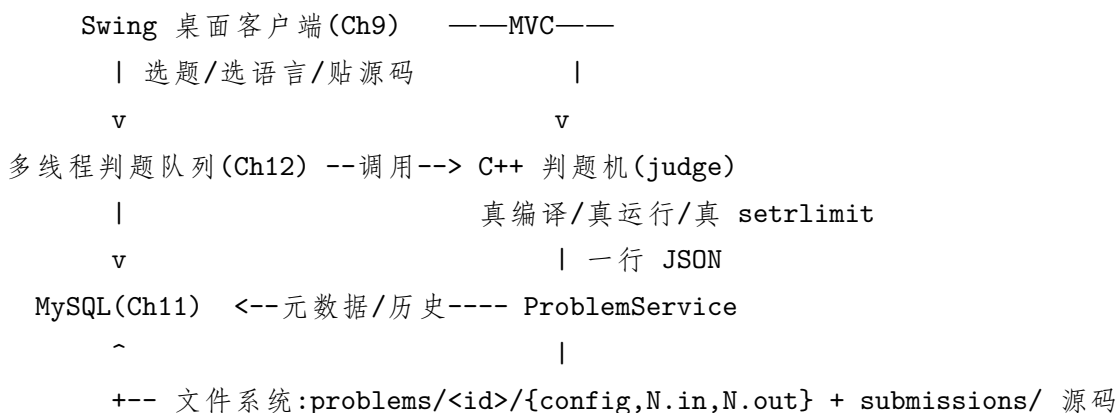 Swing 桌面客户端(Ch9) ——MVC——
| 选题/选语言/贴源码 |
v v
多线程判题队列(Ch12) --调用--> C++ 判题机(judge)
| 真编译/真运行/真 setrlimit
v | 一行 JSON
MySQL(Ch11) <--元数据/历史---- ProblemService
^ |
+-- 文件系统:problems/<id>/{config,N.in,N.out} + submissions/ 源码